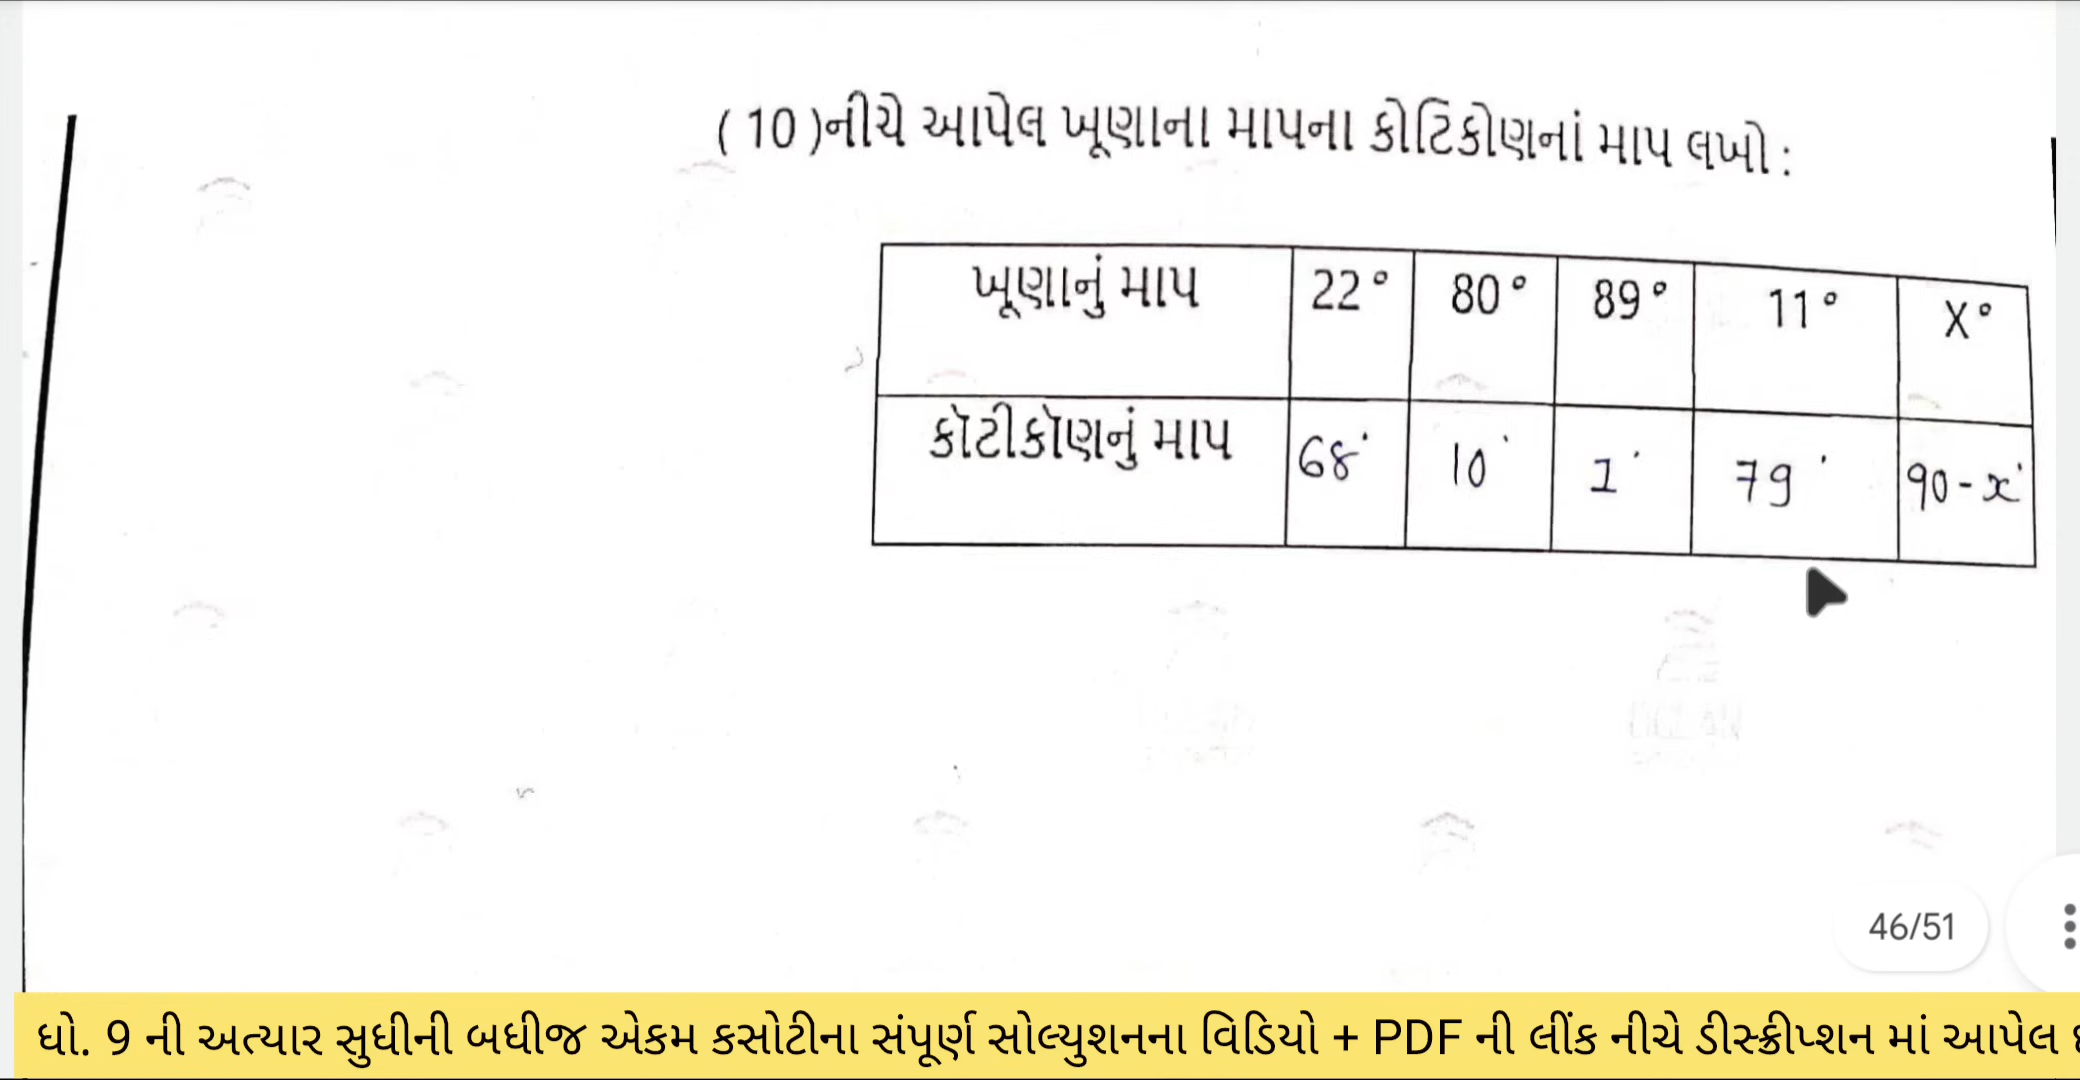 ( 10 )નીચે આપેલ ખૂણાના માપના કોટિકોણનાં માપ લખો :
ખૂણાનું માપ 22° 80° 89° 11° X°
કૉટીકૉણનું માપ 68° 10° 1° 79° 90 - x°
46/51
ધો. 9 ની અત્યાર સુધીની બધીજ એકમ કસોટીના સંપૂર્ણ સોલ્યુશનના વિડિયો + PDF ની લીંક નીચે ડીસ્ક્રીપ્શન માં આપેલ